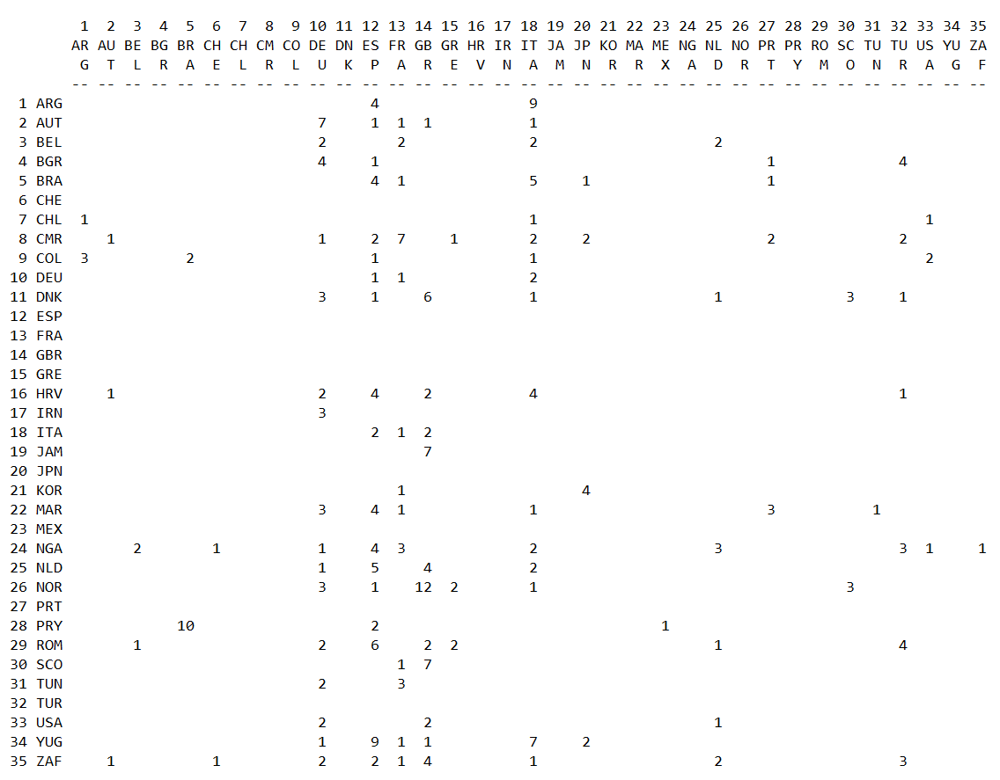 1 2 3 4 5 6 7 8 9 10 11 12 13 14 15 16 17 18 19 20 21 22 23 24 25 26 27 28 29 30 31 32 33 34 35
AR AU BE BG BR CH CH CM CO DE DN ES FR GB GR HR IR IT JA JP KO MA ME NG NL NO PR PR RO SC TU TU US YU ZA
G T L R A E L R L U K P A R E V N A M N R R X A D R T Y M O N R A G F
-- -- -- -- -- -- -- -- -- -- -- -- -- -- -- -- -- -- -- -- -- -- -- -- -- -- -- -- -- -- -- -- -- -- --
1 ARG 4 9
2 AUT 7 1 1 1 1
3 BEL 2 2 2 2
4 BGR 4 1 1 4
5 BRA 4 1 5 1 1
6 CHE
7 CHL 1 1 1
8 CMR 1 1 2 7 1 2 2 2 2
9 COL 3 2 1 1 2
10 DEU 1 1 2
11 DNK 3 1 6 1 1 3 1
12 ESP
13 FRA
14 GBR
15 GRE
16 HRV 1 2 4 2 4 1
17 IRN 3
18 ITA 2 1 2
19 JAM 7
20 JPN
21 KOR 1 4
22 MAR 3 4 1 1 3 1
23 MEX
24 NGA 2 1 1 4 3 2 3 3 1 1
25 NLD 1 5 4 2
26 NOR 3 1 12 2 1 3
27 PRT
28 PRY 10 2 1
29 ROM 1 2 6 2 2 1 4
30 SCO 1 7
31 TUN 2 3
32 TUR
33 USA 2 2 1
34 YUG 1 9 1 1 7 2
35 ZAF 1 1 2 2 1 4 1 2 3